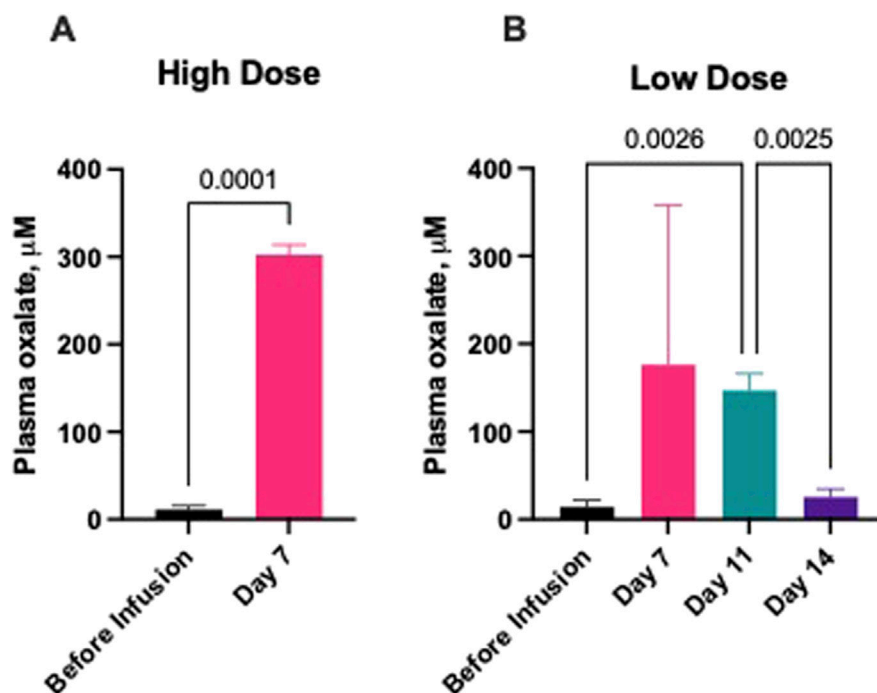 A
High Dose
Plasma oxalate, μM
400
300
200
100
0
0.0001
Before Infusion
Day 7
B
Low Dose
Plasma oxalate, μM
400
300
200
100
0
0.0026
0.0025
Before Infusion
Day 7
Day 11
Day 14